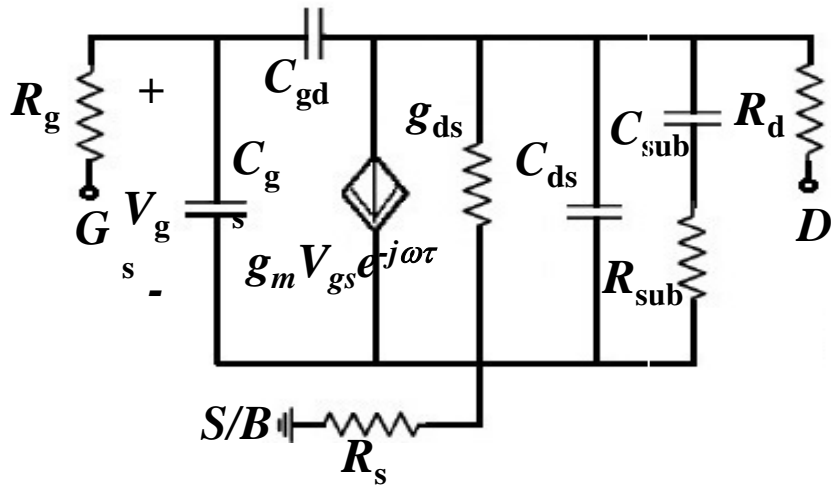 Rg
+
Cgd
gds
Cg
s
Cds
Csub
Rd
G
Vg
s
-
gmVgse-jωτ
Rsub
D
S/B
Rs